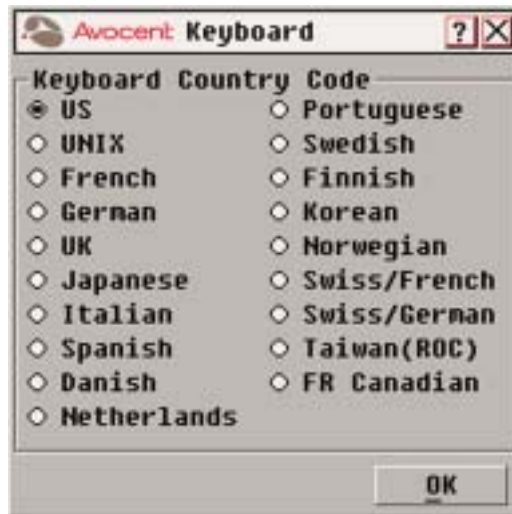 Avocent Keyboard ? X
Keyboard Country Code
US
UNIX
French
German
UK
Japanese
Italian
Spanish
Danish
Netherlands
Portuguese
Swedish
Finnish
Korean
Norwegian
Swiss/French
Swiss/German
Taiwan(ROC)
FR Canadian
OK